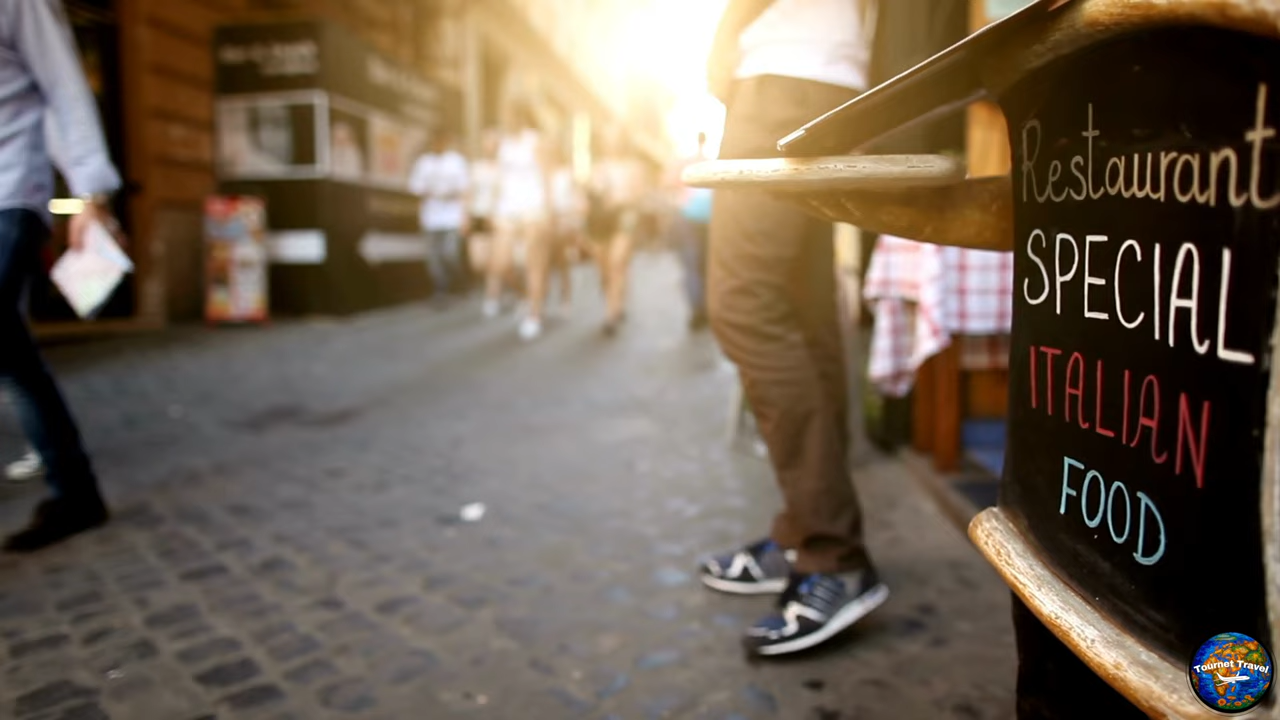 Restaurant
SPECIAL
ITALIAN
FOOD
Tournet Travel